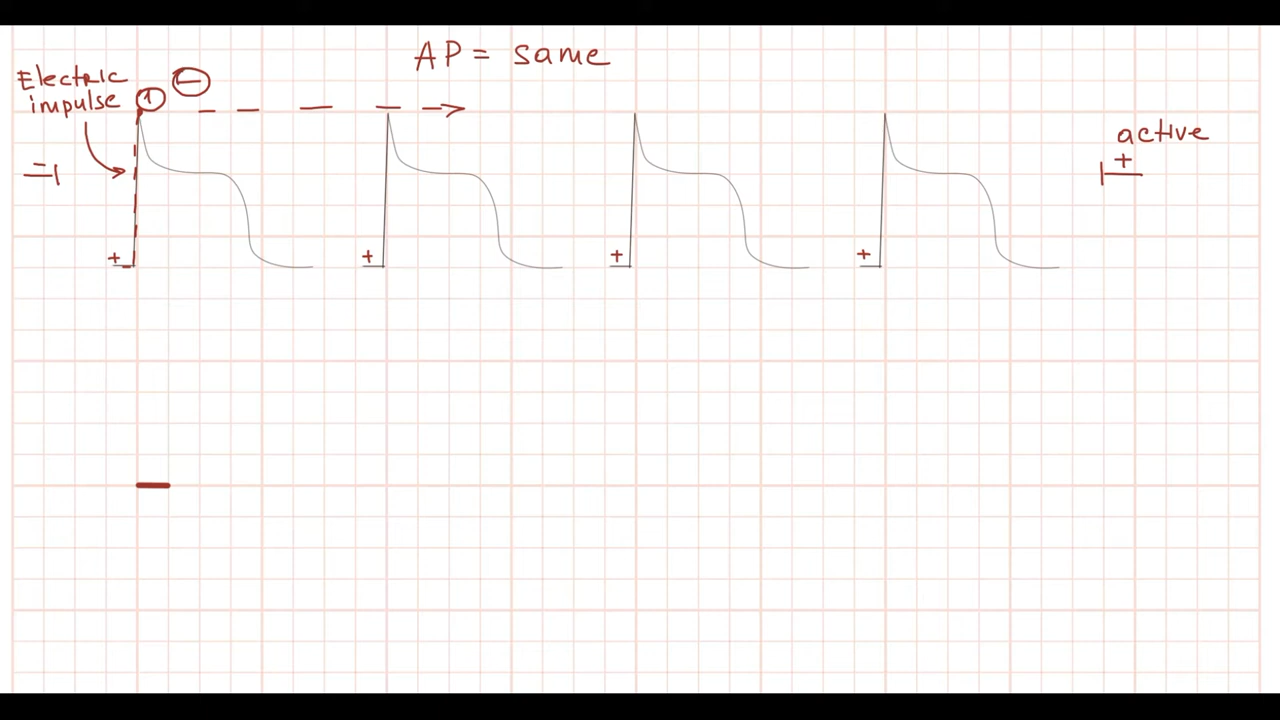 AP = same
Electric
impulse
1
−
active
−
+
+
+
+
+